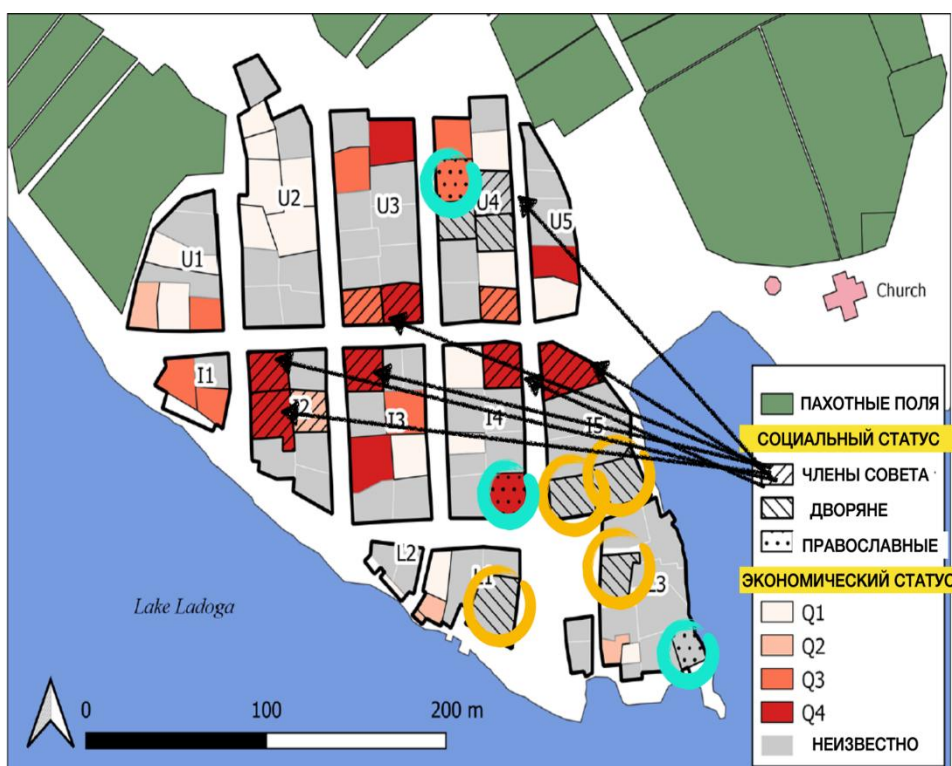 U2
U3
U4
U5
U1
Church
I1
I2
I3
I4
I5
ПАХОТНЫЕ ПОЛЯ
СОЦИАЛЬНЫЙ СТАТУС
ЧЛЕНЫ СОВЕТА
ДВОРЯНЕ
ПРАВОСЛАВНЫЕ
ЭКОНОМИЧЕСКИЙ СТАТУС
L2
L1
L3
Lake Ladoga
Q1
Q2
Q3
Q4
НЕИЗВЕСТНО
0 100 200 m